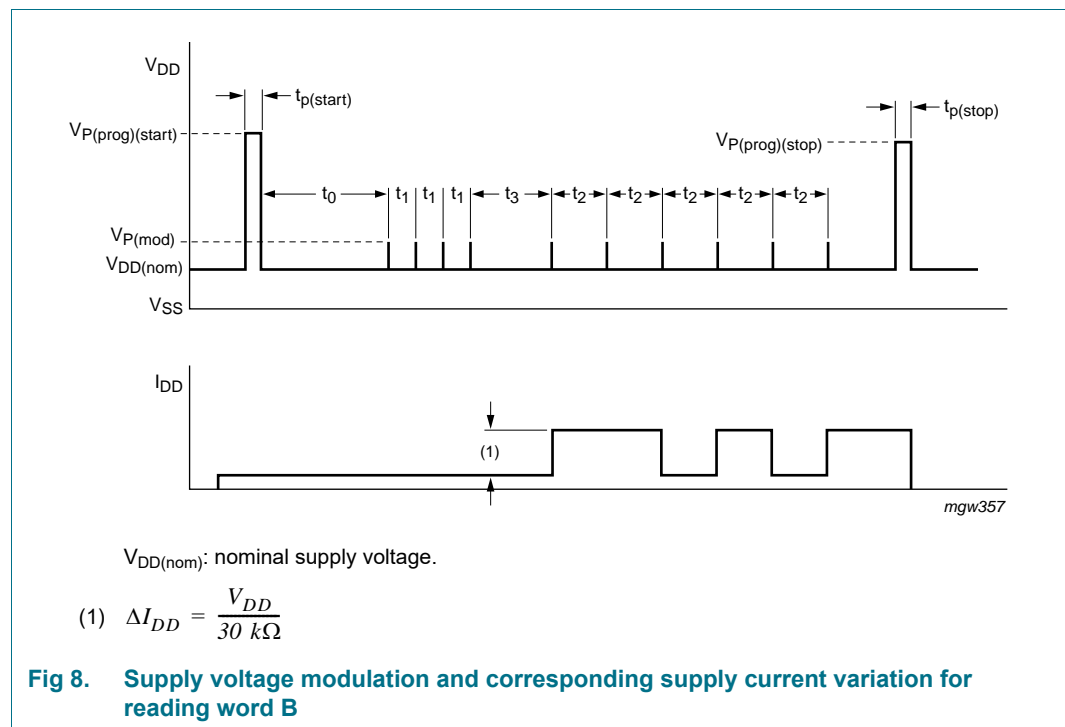 VDD
tp(start)
tp(stop)
VP(prog)(start)
VP(prog)(stop)
t0 t1 t1 t1 t3 t2 t2 t2 t2 t2
VP(mod)
VDD(nom)
VSS
IDD
(1)
mgw357
VDD(nom): nominal supply voltage.
(1) ΔIDD = VDD / 30 kΩ
Fig 8. Supply voltage modulation and corresponding supply current variation for
reading word B